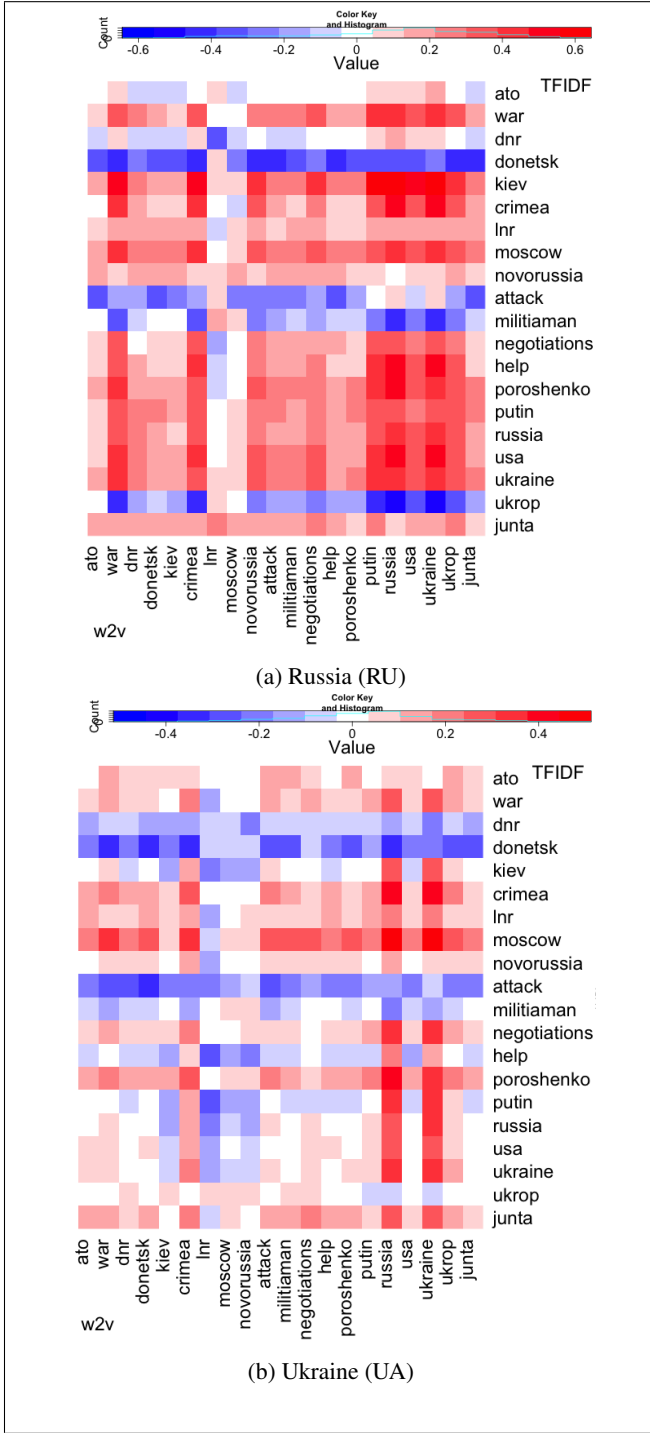 Color Key
and Histogram
Count
0
-0.6 -0.4 -0.2 0 0.2 0.4 0.6
Value
TFIDF
ato
war
dnr
donetsk
kiev
crimea
lnr
moscow
novorussia
attack
militiaman
negotiations
help
poroshenko
putin
russia
usa
ukraine
ukrop
junta
ato
war
dnr
donetsk
kiev
crimea
lnr
moscow
novorussia
attack
militiaman
negotiations
help
poroshenko
putin
russia
usa
ukraine
ukrop
junta
w2v
(a) Russia (RU)
Color Key
and Histogram
Count
0
-0.4 -0.2 0 0.2 0.4
Value
TFIDF
ato
war
dnr
donetsk
kiev
crimea
lnr
moscow
novorussia
attack
militiaman
negotiations
help
poroshenko
putin
russia
usa
ukraine
ukrop
junta
ato
war
dnr
donetsk
kiev
crimea
lnr
moscow
novorussia
attack
militiaman
negotiations
help
poroshenko
putin
russia
usa
ukraine
ukrop
junta
w2v
(b) Ukraine (UA)